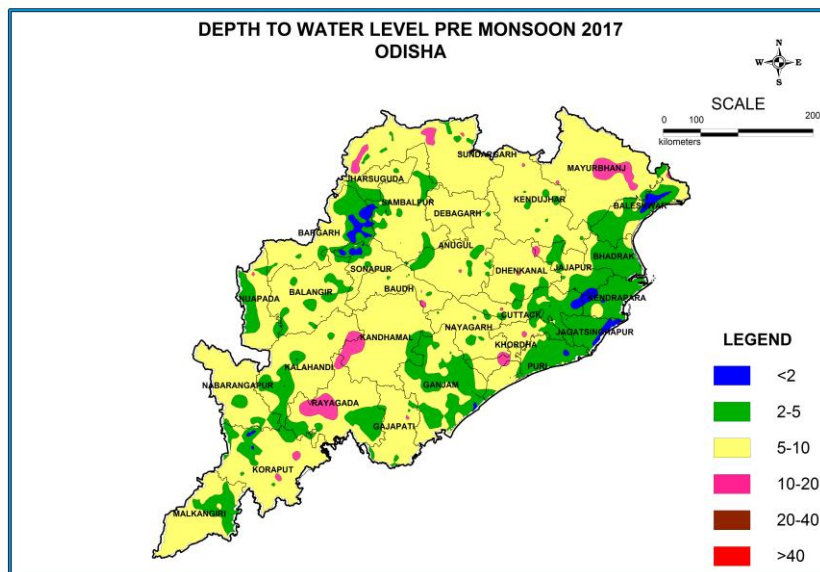 DEPTH TO WATER LEVEL PRE MONSOON 2017
ODISHA
N
W E
S
SCALE
0 100 200
kilometers
SUNDARGARH
MAYURBHANJ
JHARSUGUDA
KENDUJHAR
BAMBALPUR
BALESHWAR
DEBAGARH
BARGARH
ANUGUL
BHADRAK
SONAPUR
DHENKANAL
JAJAPUR
BALANGIR
BAUDH
KENDRAPARA
NUAPADA
CUTTACK
NAYAGARH
JAGATSINGHAPUR
KANDHAMAL
KHORDHA
KALAHANDI
PURI
NABARANGAPUR
GANJAM
RAYAGADA
GAJAPATI
KORAPUT
MALKANGIRI
LEGEND
<2
2-5
5-10
10-20
20-40
>40